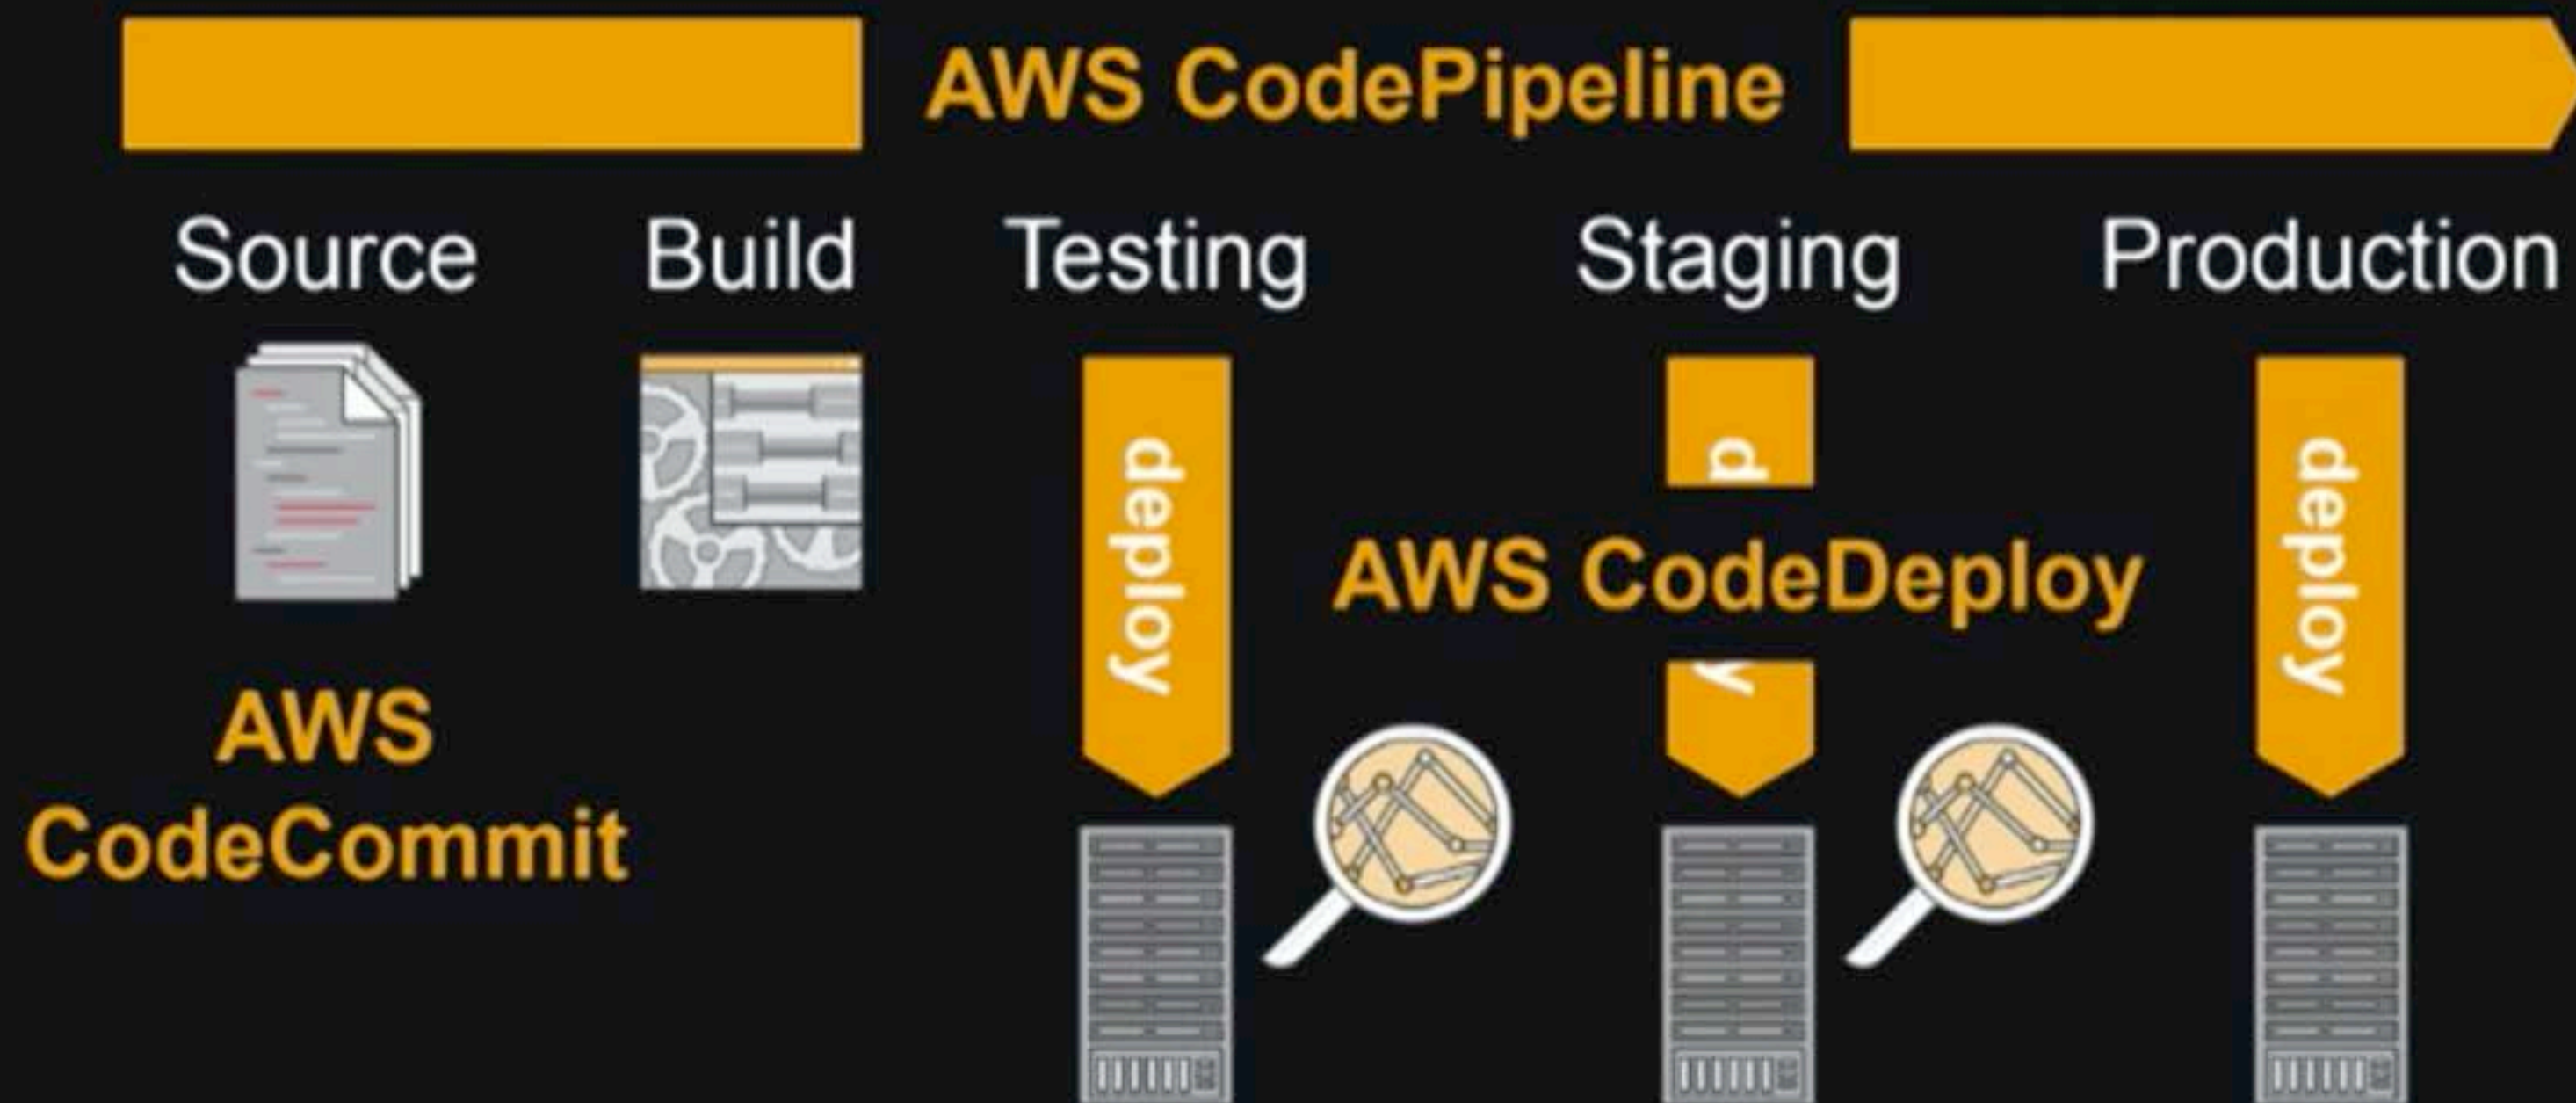 AWS CodePipeline
Source Build Testing Staging Production
deploy
d
y
deploy
AWS CodeDeploy
AWS
CodeCommit